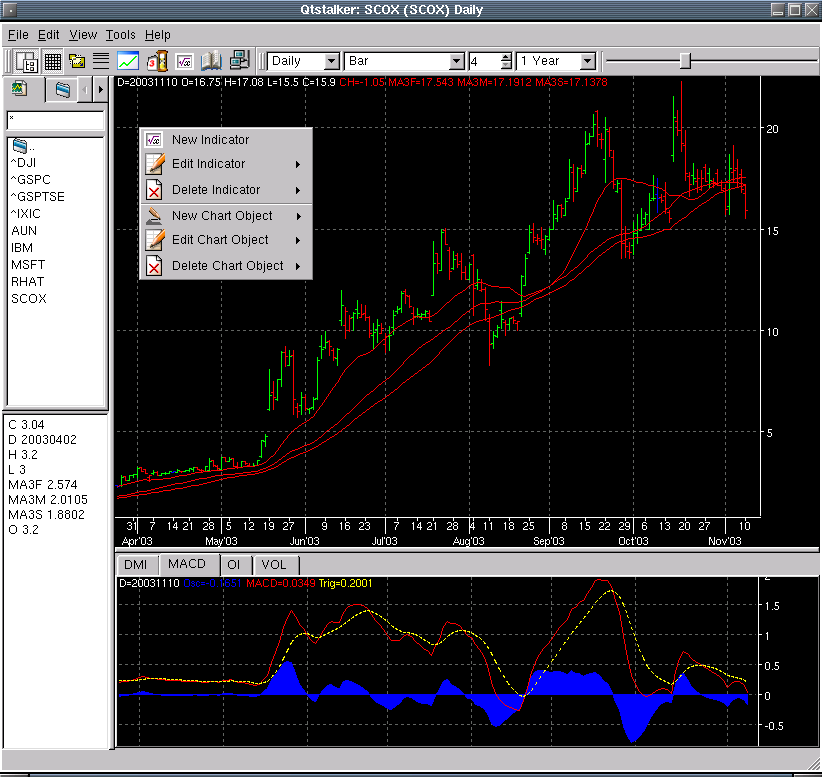 Qtstalker: SCOX (SCOX) Daily
File Edit View Tools Help
Daily Bar 4 1 Year
D=20031110 O=16.75 H=17.08 L=15.5 C=15.9 CH=-1.05 MA3F=17.543 MA3M=17.1912 MA3S=17.1378
*
..
^DJI
^GSPC
^GSPTSE
^IXIC
AUN
IBM
MSFT
RHAT
SCOX
New Indicator
Edit Indicator
Delete Indicator
New Chart Object
Edit Chart Object
Delete Chart Object
20
15
10
5
31 7 14 21 28 5 12 19 27 9 16 23 7 14 21 28 4 11 18 25 8 15 22 29 6 13 20 27 10
Apr'03 May'03 Jun'03 Jul'03 Aug'03 Sep'03 Oct'03 Nov'03
C 3.04
D 20030402
H 3.2
L 3
MA3F 2.574
MA3M 2.0105
MA3S 1.8802
O 3.2
DMI MACD OI VOL
D=20031110 Osc=-0.1651 MACD=0.0349 Trig=0.2001
2
1.5
1
0.5
0
-0.5